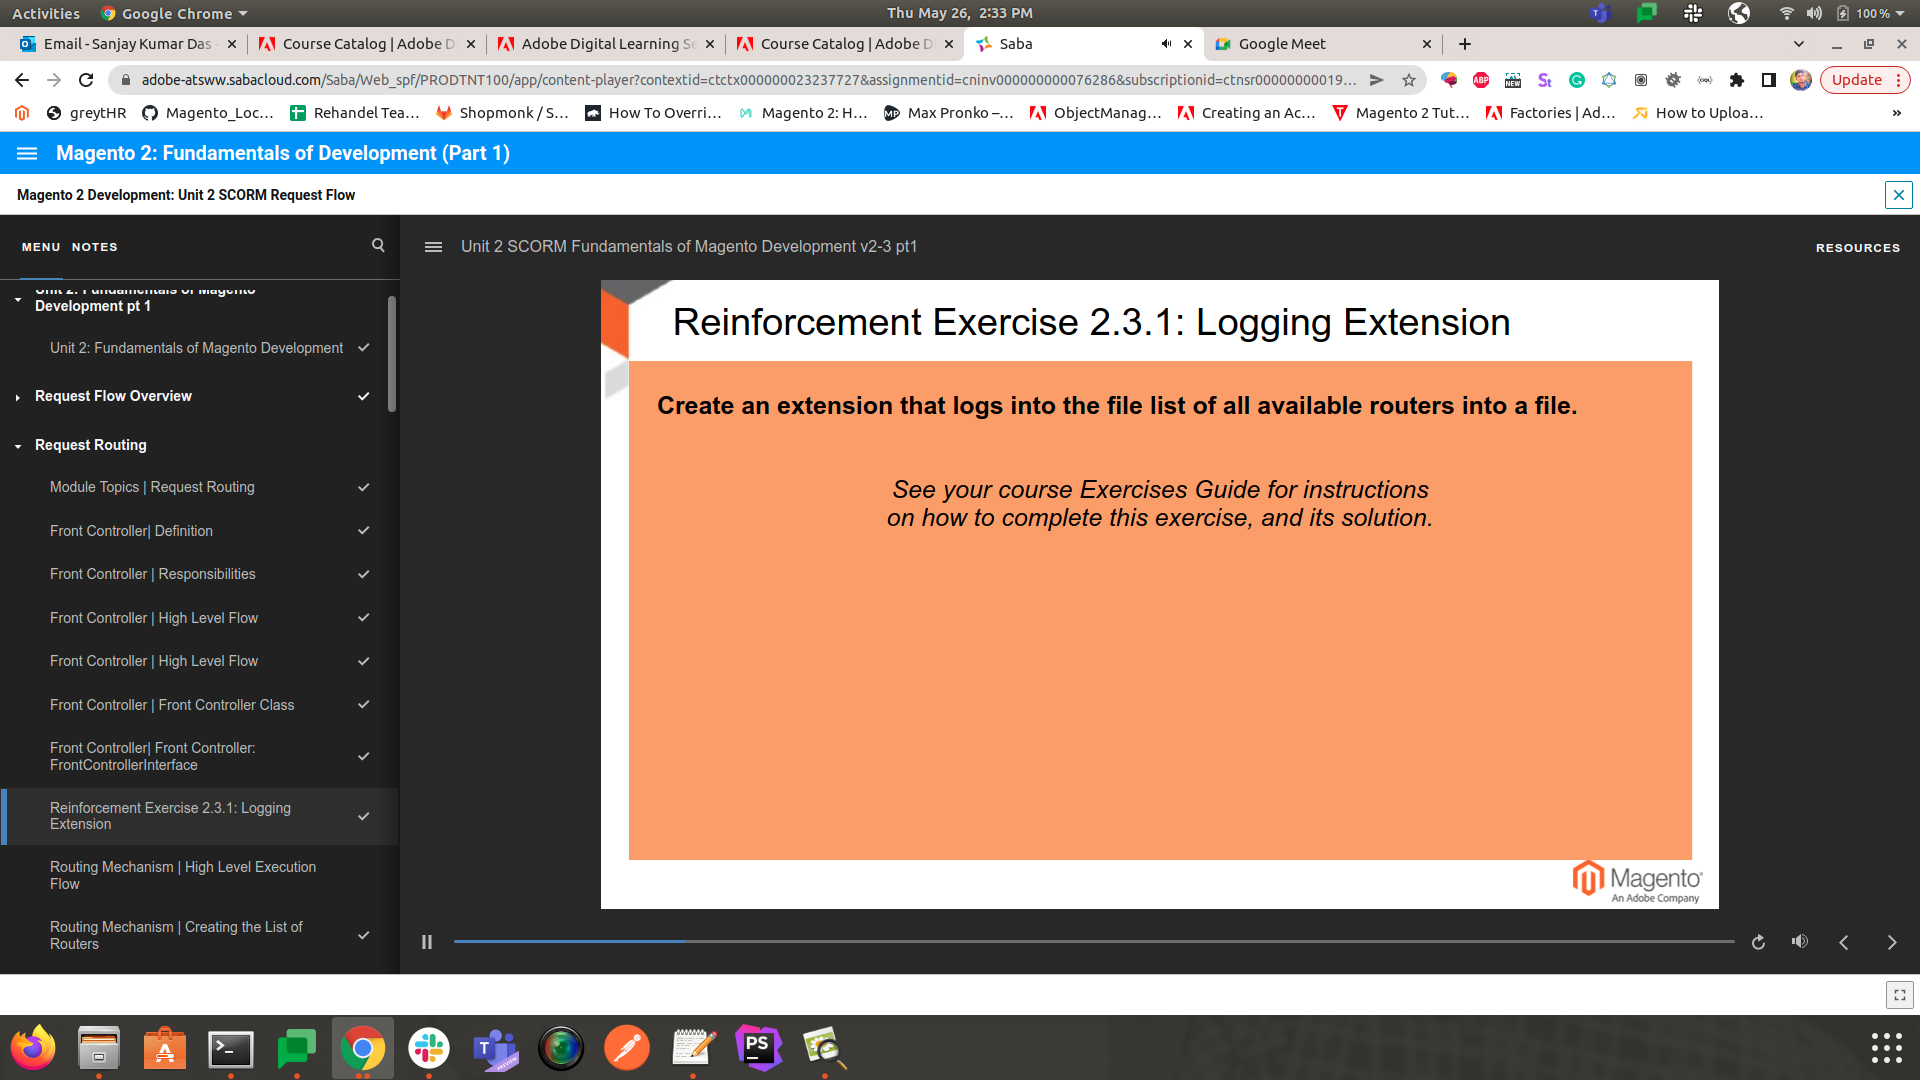 Activities
Google Chrome
Thu May 26, 2:33 PM
100 %
Email - Sanjay Kumar Das -
Course Catalog | Adobe D
Adobe Digital Learning Se
Course Catalog | Adobe D
Saba
Google Meet
adobe-atsww.sabacloud.com/Saba/Web_spf/PRODTNT100/app/content-player?contextid=ctctx000000023237727&assignmentid=cninv000000000076286&subscriptionid=ctnsr00000000019...
ABP
NEW
St
Update
greytHR
Magento_Loc...
Rehandel Tea...
Shopmonk / S...
How To Overri...
Magento 2: H...
Max Pronko –...
ObjectManag...
Creating an Ac...
Magento 2 Tut...
Factories | Ad...
How to Uploa...
»
Magento 2: Fundamentals of Development (Part 1)
Magento 2 Development: Unit 2 SCORM Request Flow
MENU NOTES
Unit 2 SCORM Fundamentals of Magento Development v2-3 pt1
RESOURCES
Unit 2: Fundamentals of Magento
Development pt 1
Unit 2: Fundamentals of Magento Development
Request Flow Overview
Request Routing
Module Topics | Request Routing
Front Controller| Definition
Front Controller | Responsibilities
Front Controller | High Level Flow
Front Controller | High Level Flow
Front Controller | Front Controller Class
Front Controller| Front Controller:
FrontControllerInterface
Reinforcement Exercise 2.3.1: Logging
Extension
Routing Mechanism | High Level Execution
Flow
Routing Mechanism | Creating the List of
Routers
Reinforcement Exercise 2.3.1: Logging Extension
Create an extension that logs into the file list of all available routers into a file.
See your course Exercises Guide for instructions
on how to complete this exercise, and its solution.
Magento
An Adobe Company
PS